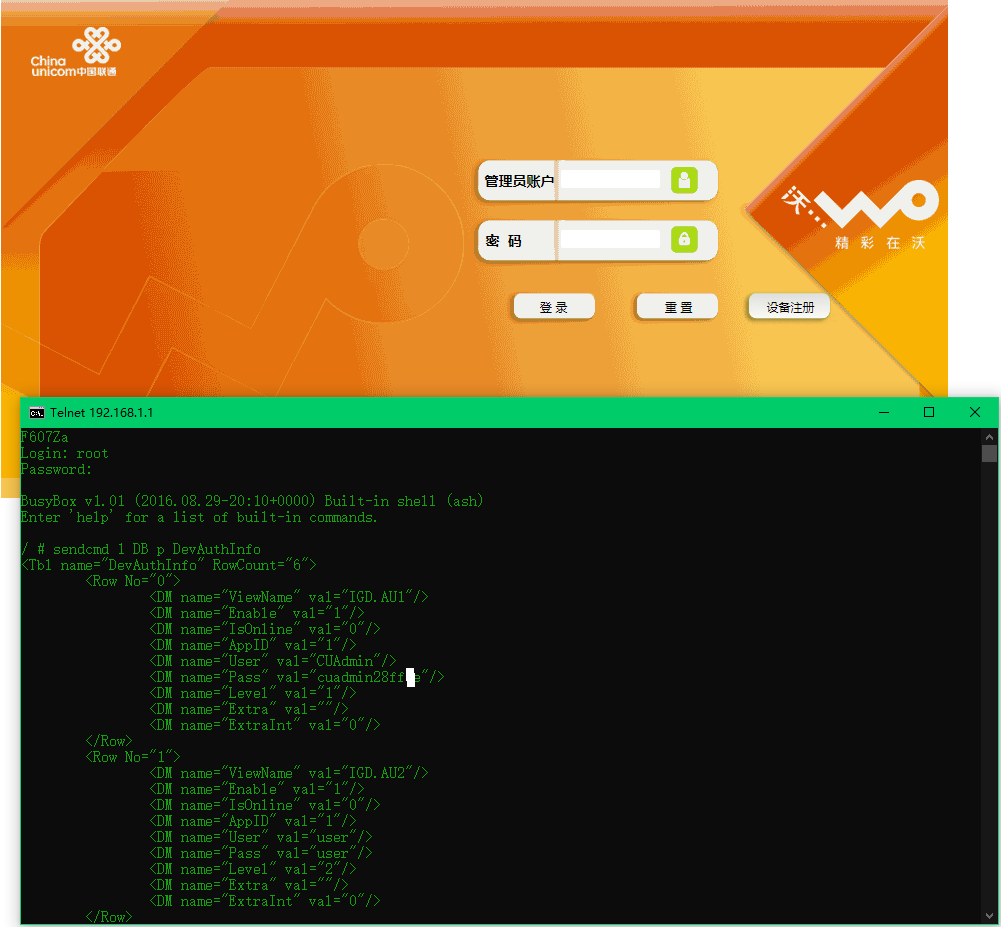 China
unicom中国联通
管理员账户
密 码
登 录
重 置
设备注册
沃...
WO
精 彩 在 沃
Telnet 192.168.1.1
F607Za
Login: root
Password:
BusyBox v1.01 (2016.08.29-20:10+0000) Built-in shell (ash)
Enter 'help' for a list of built-in commands.
/ # sendcmd 1 DB p DevAuthInfo
<Tbl name="DevAuthInfo" RowCount="6">
<Row No="0">
<DM name="ViewName" val="IGD.AU1"/>
<DM name="Enable" val="1"/>
<DM name="IsOnline" val="0"/>
<DM name="AppID" val="1"/>
<DM name="User" val="CUAdmin"/>
<DM name="Pass" val="cuadmin28ff e"/>
<DM name="Level" val="1"/>
<DM name="Extra" val=""/>
<DM name="ExtraInt" val="0"/>
</Row>
<Row No="1">
<DM name="ViewName" val="IGD.AU2"/>
<DM name="Enable" val="1"/>
<DM name="IsOnline" val="0"/>
<DM name="AppID" val="1"/>
<DM name="User" val="user"/>
<DM name="Pass" val="user"/>
<DM name="Level" val="2"/>
<DM name="Extra" val=""/>
<DM name="ExtraInt" val="0"/>
</Row>